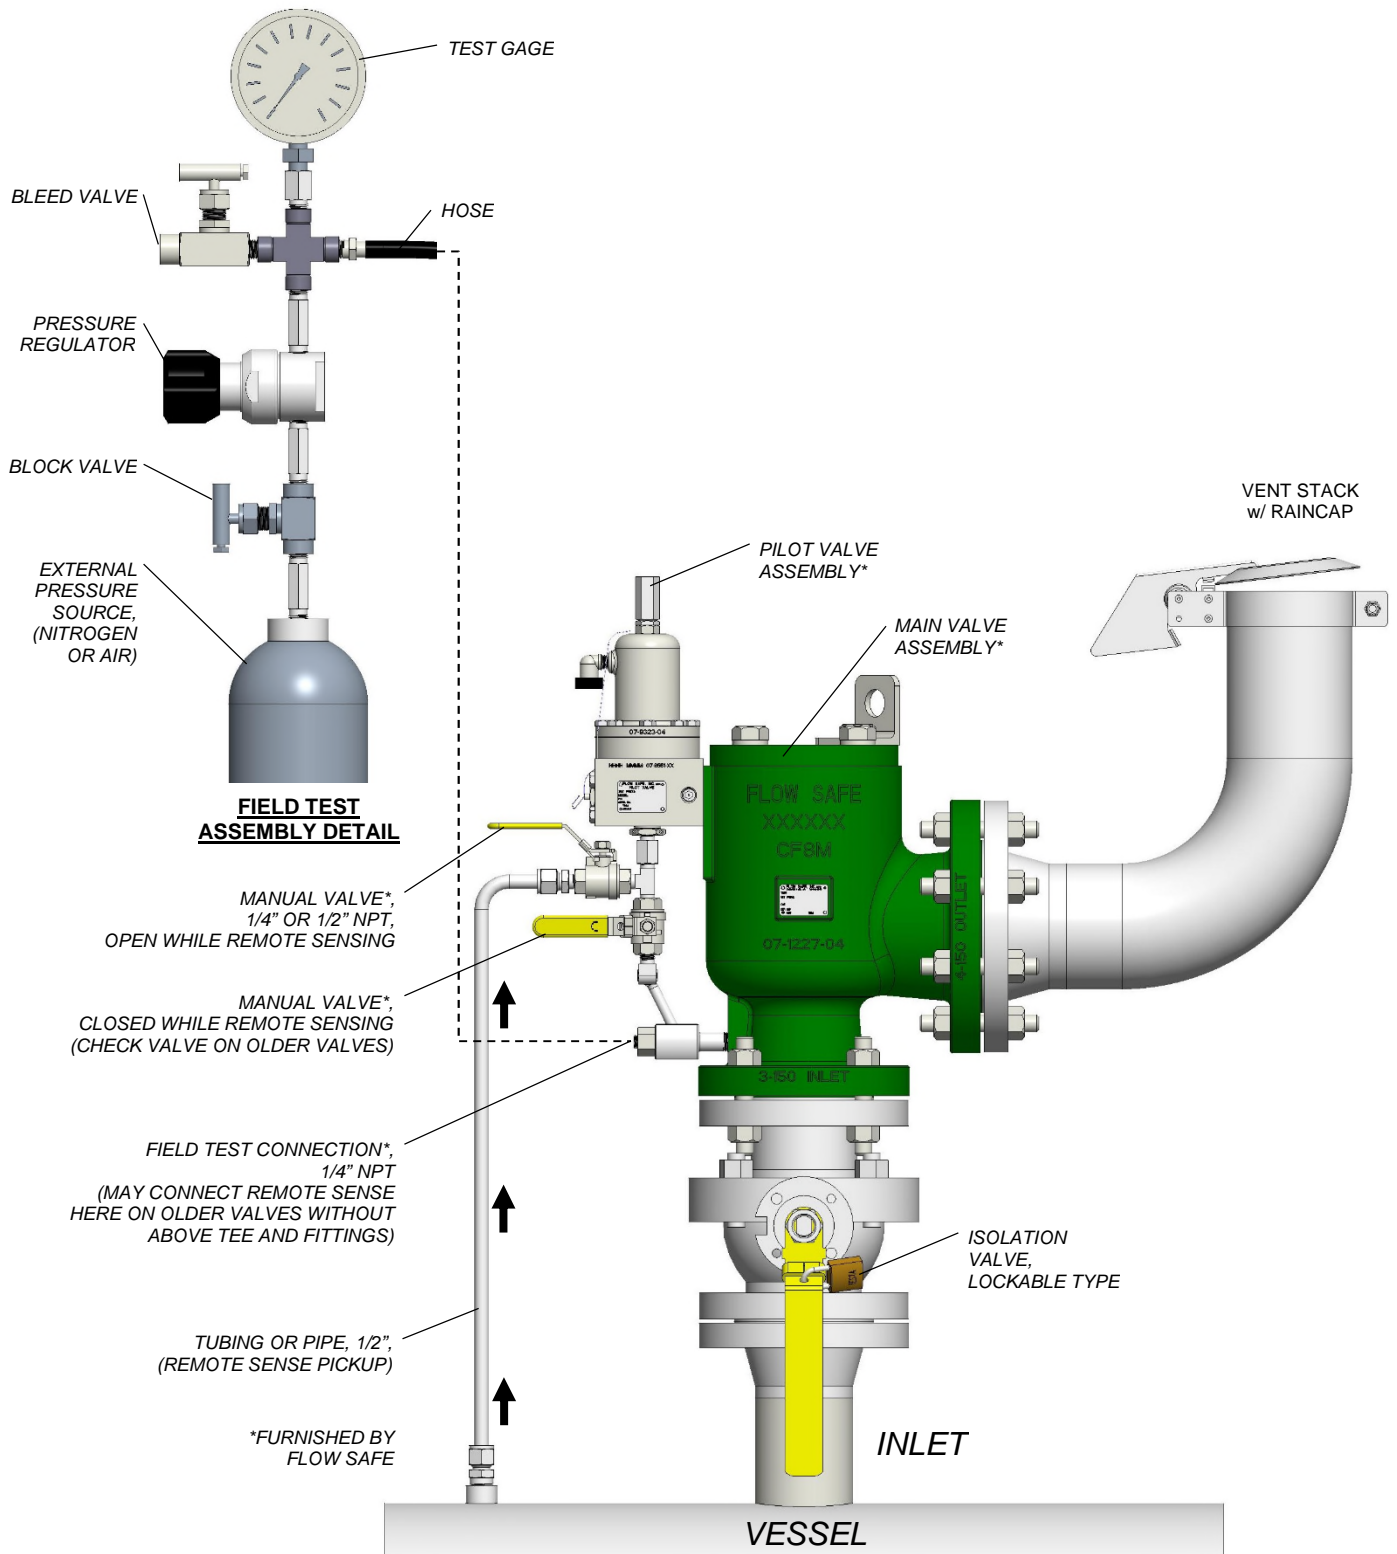 TEST GAGE
BLEED VALVE
HOSE
PRESSURE
REGULATOR
BLOCK VALVE
EXTERNAL
PRESSURE
SOURCE,
(NITROGEN
OR AIR)
FIELD TEST
ASSEMBLY DETAIL
VENT STACK
w/ RAINCAP
PILOT VALVE
ASSEMBLY*
MAIN VALVE
ASSEMBLY*
07-9323-04
FLOW SAFE
XXXXXX
CF8M
07-1227-04
4-150 OUTLET
3-150 INLET
MANUAL VALVE*,
1/4” OR 1/2” NPT,
OPEN WHILE REMOTE SENSING
MANUAL VALVE*,
CLOSED WHILE REMOTE SENSING
(CHECK VALVE ON OLDER VALVES)
FIELD TEST CONNECTION*,
1/4” NPT
(MAY CONNECT REMOTE SENSE
HERE ON OLDER VALVES WITHOUT
ABOVE TEE AND FITTINGS)
ISOLATION
VALVE,
LOCKABLE TYPE
TUBING OR PIPE, 1/2”,
(REMOTE SENSE PICKUP)
*FURNISHED BY
FLOW SAFE
INLET
VESSEL